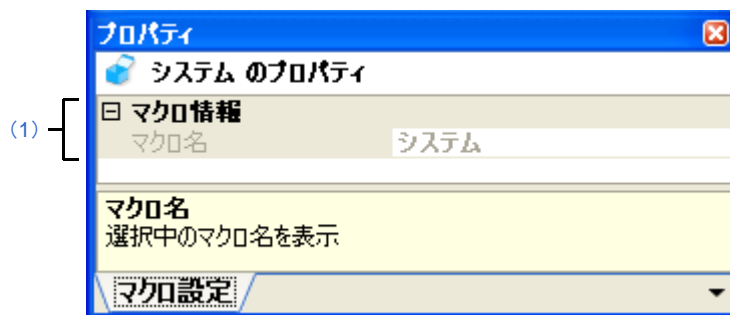 プロパティ
システム のプロパティ
(1)
マクロ情報
マクロ名 システム
マクロ名
選択中のマクロ名を表示
マクロ設定